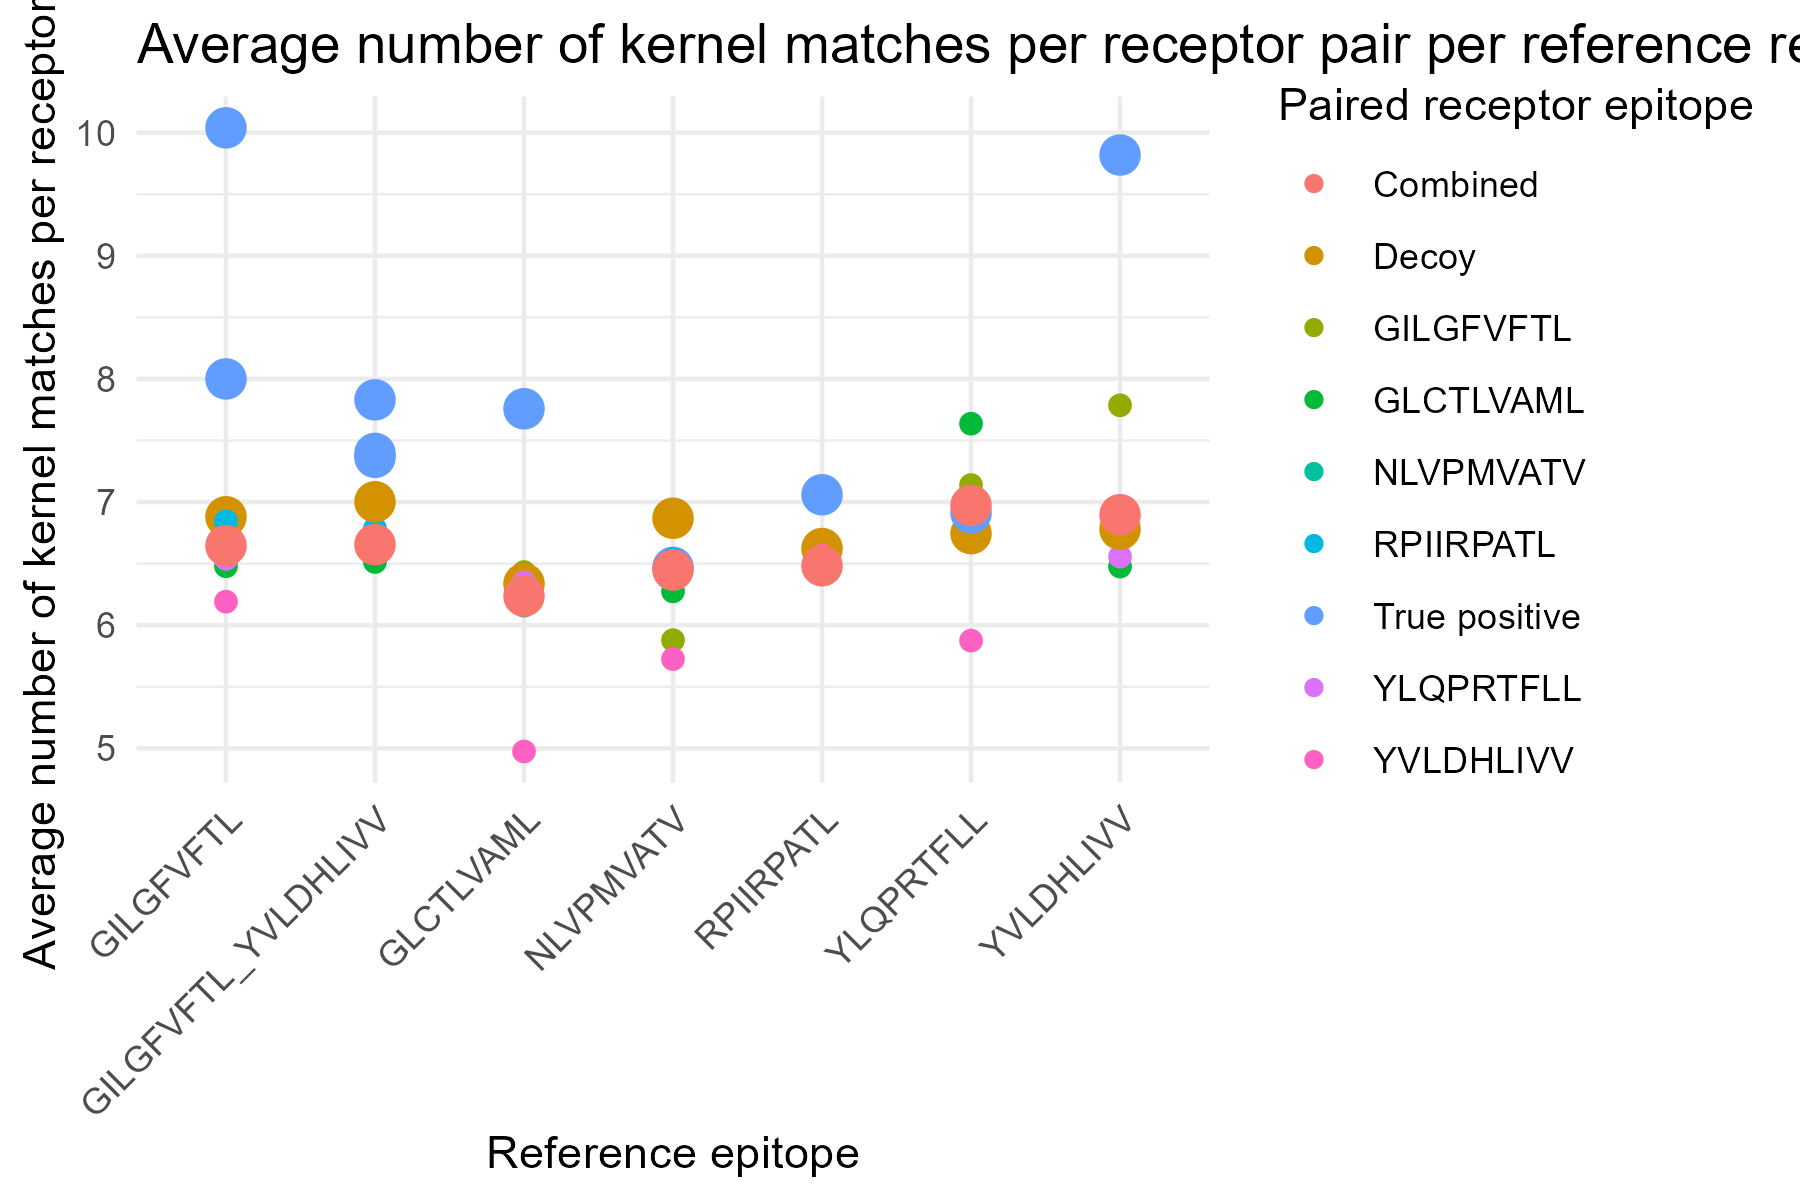 Average number of kernel matches per receptor pair per reference
Average number of kernel matches per receptor
10
9
8
7
6
5
GILGFVFTL
GILGFVFTL_YVLDHLIVV
GLCTLVAML
NLVPMVATV
RPIIRPATL
YLQPRTFLL
YVLDHLIVV
Reference epitope
Paired receptor epitope
Combined
Decoy
GILGFVFTL
GLCTLVAML
NLVPMVATV
RPIIRPATL
True positive
YLQPRTFLL
YVLDHLIVV